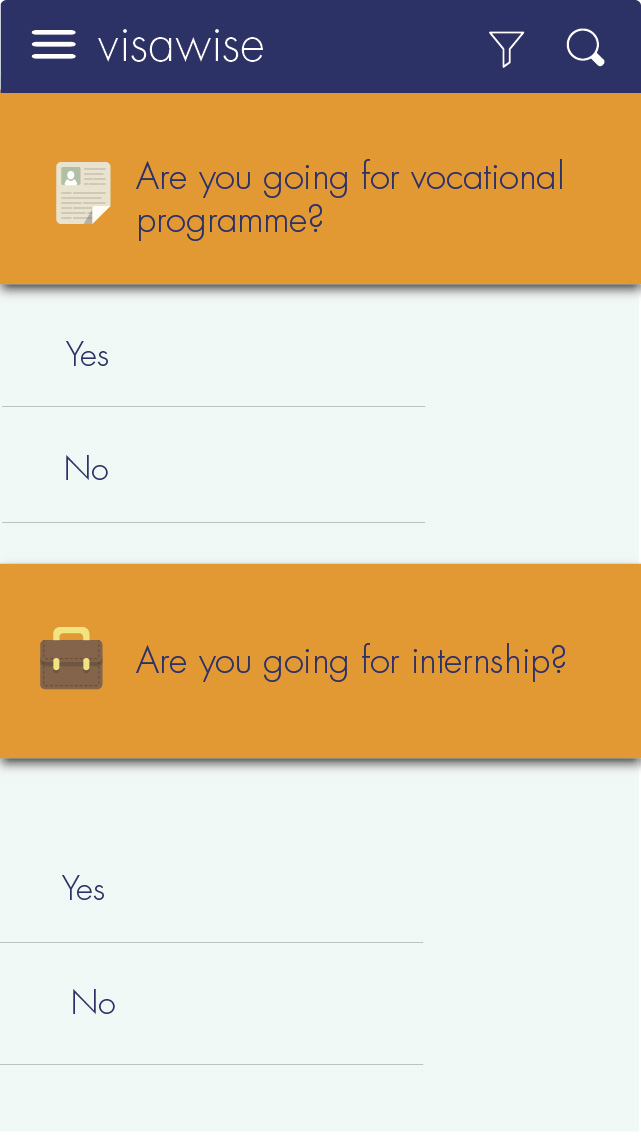 visawise
Are you going for vocational
programme?
Yes
No
Are you going for internship?
Yes
No